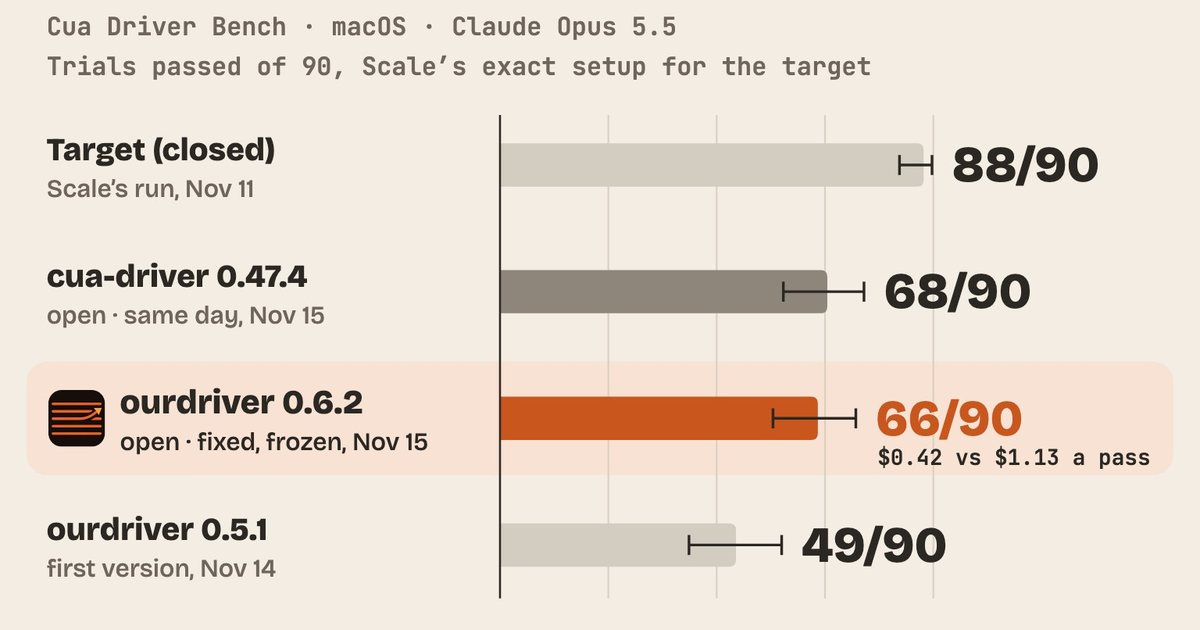 Cua Driver Bench · macOS · Claude Opus 5.5
Trials passed of 90, Scale’s exact setup for the target
Target (closed)
Scale’s run, Nov 11
88/90
cua-driver 0.47.4
open · same day, Nov 15
68/90
ourdriver 0.6.2
open · fixed, frozen, Nov 15
66/90
$0.42 vs $1.13 a pass
ourdriver 0.5.1
first version, Nov 14
49/90